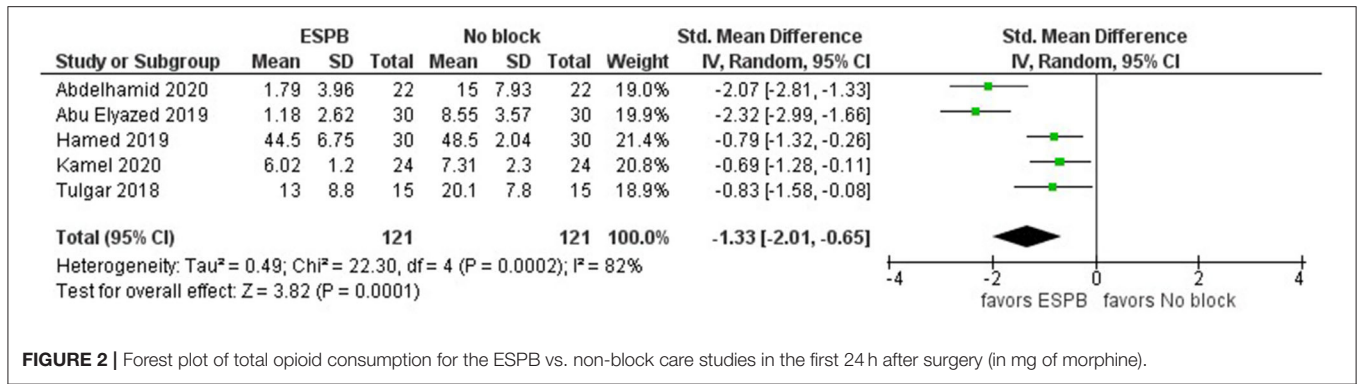 ESPB No block Std. Mean Difference Std. Mean Difference
Study or Subgroup Mean SD Total Mean SD Total Weight IV, Random, 95% CI IV, Random, 95% CI
Abdelhamid 2020 1.79 3.96 22 15 7.93 22 19.0% -2.07 [-2.81, -1.33]
Abu Elyazed 2019 1.18 2.62 30 8.55 3.57 30 19.9% -2.32 [-2.99, -1.66]
Hamed 2019 44.5 6.75 30 48.5 2.04 30 21.4% -0.79 [-1.32, -0.26]
Kamel 2020 6.02 1.2 24 7.31 2.3 24 20.8% -0.69 [-1.28, -0.11]
Tulgar 2018 13 8.8 15 20.1 7.8 15 18.9% -0.83 [-1.58, -0.08]
Total (95% CI) 121 121 100.0% -1.33 [-2.01, -0.65]
Heterogeneity: Tau² = 0.49; Chi² = 22.30, df = 4 (P = 0.0002); I² = 82%
Test for overall effect: Z = 3.82 (P = 0.0001)
-4 -2 0 2 4
favors ESPB favors No block
FIGURE 2 | Forest plot of total opioid consumption for the ESPB vs. non-block care studies in the first 24 h after surgery (in mg of morphine).